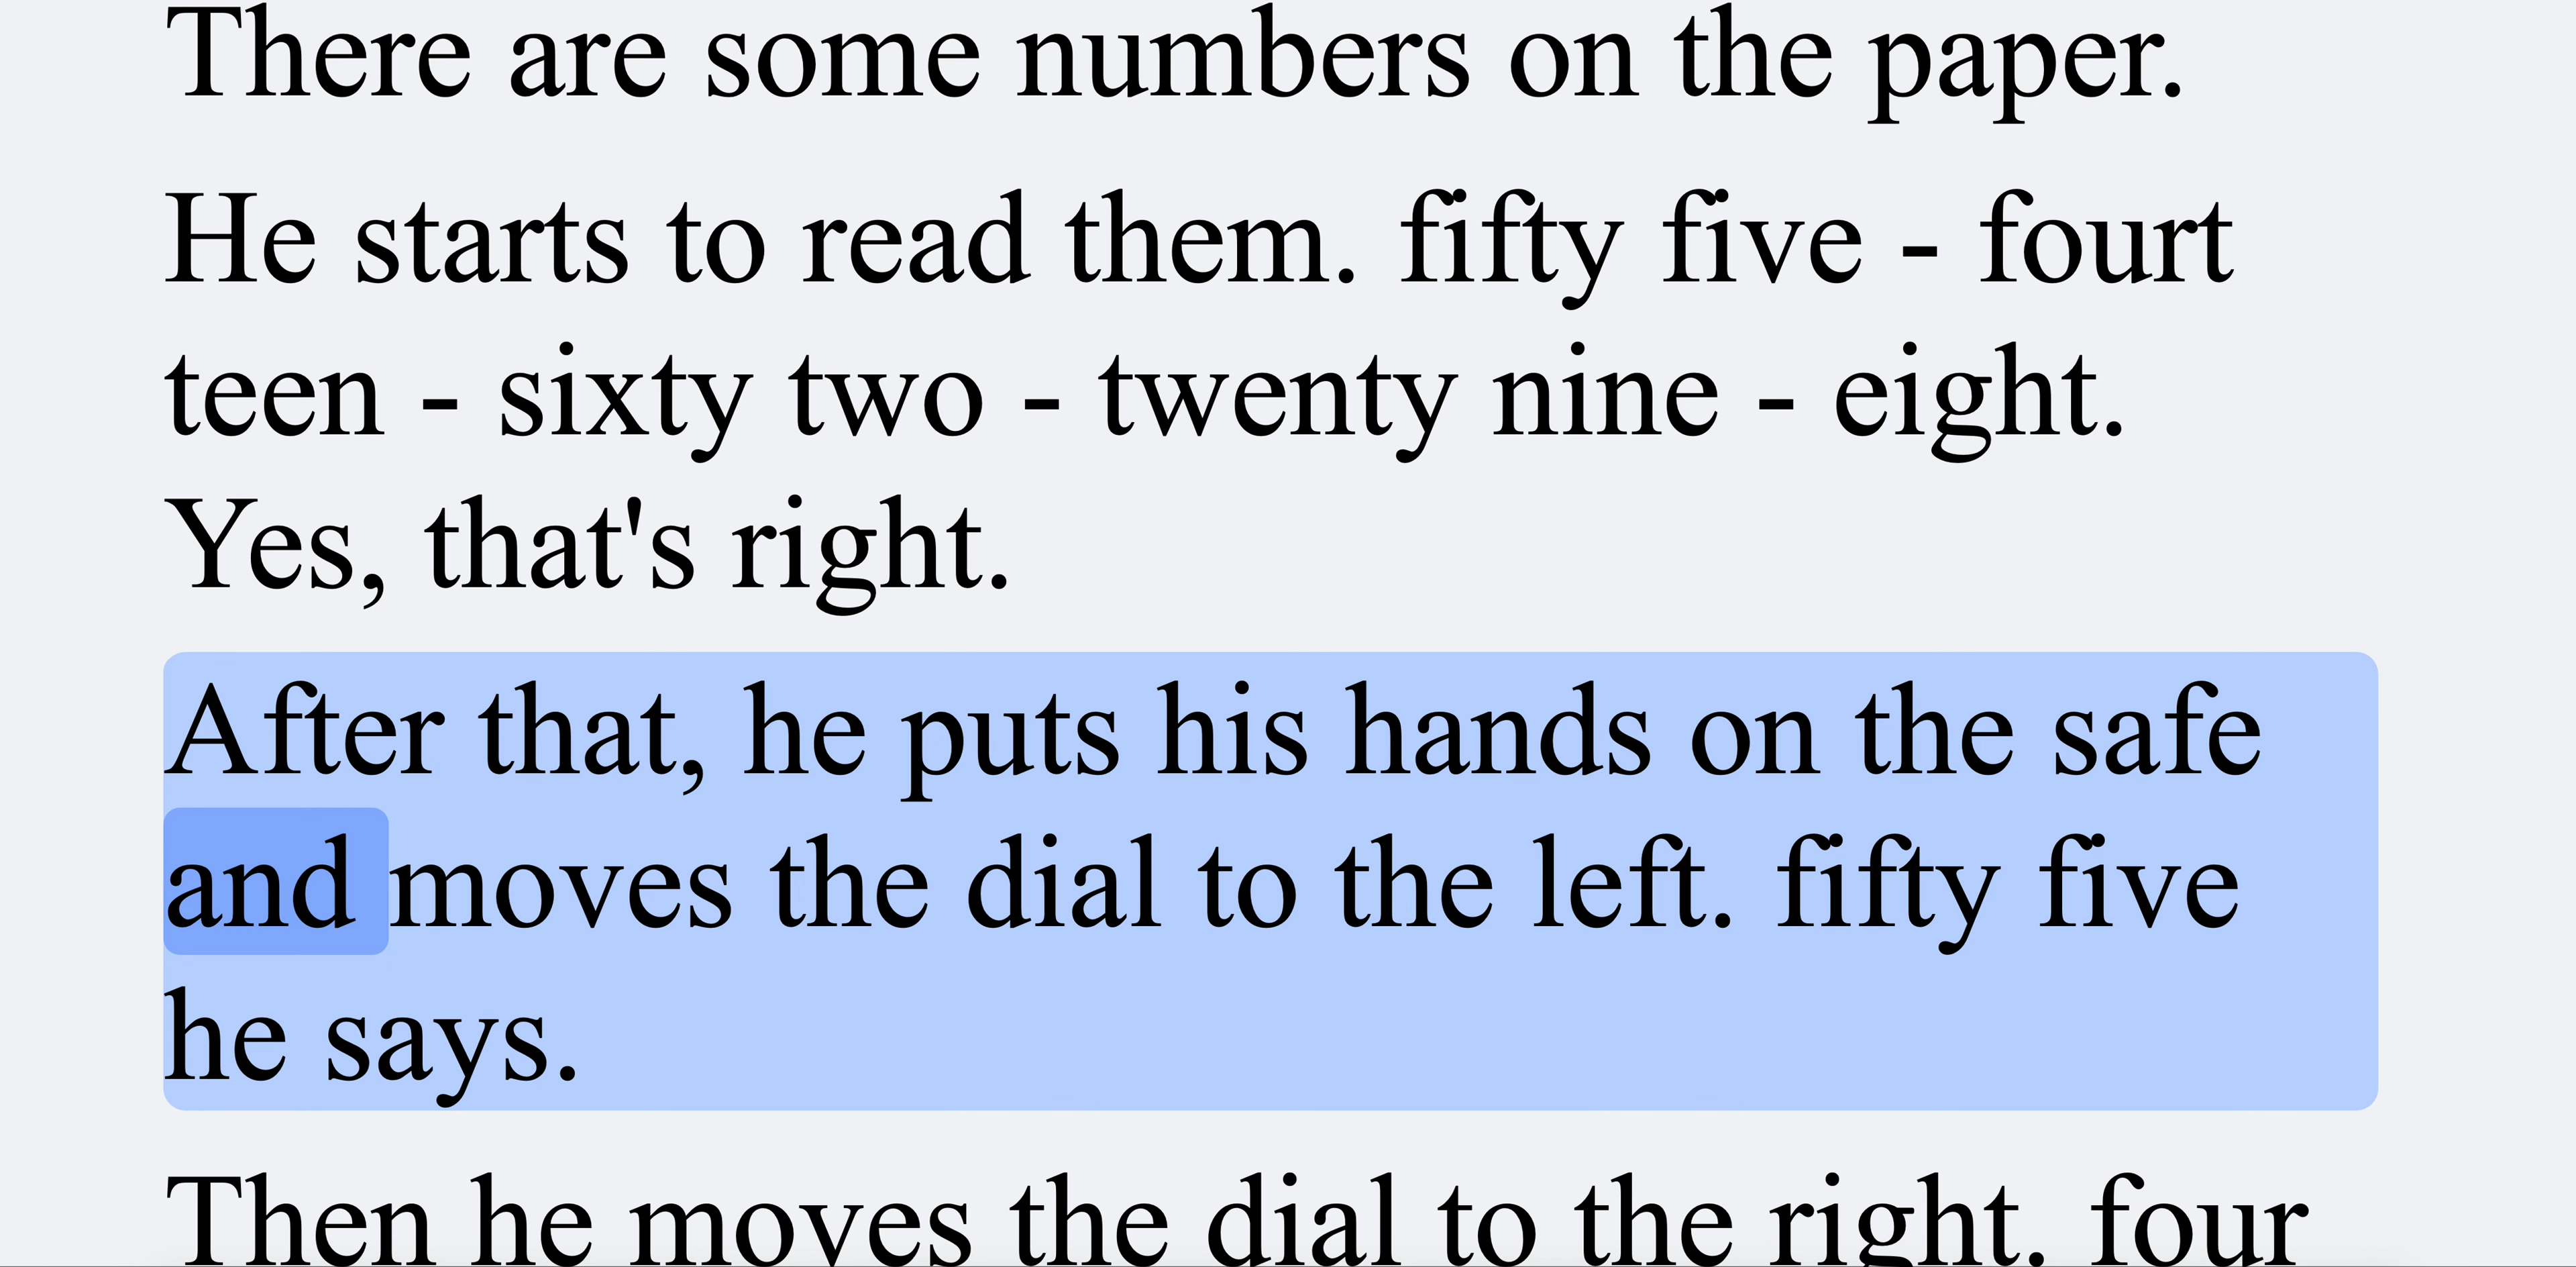 There are some numbers on the paper.
He starts to read them. fifty five - fourt
teen - sixty two - twenty nine - eight.
Yes, that's right.
After that, he puts his hands on the safe
and moves the dial to the left. fifty five
he says.
Then he moves the dial to the right. four